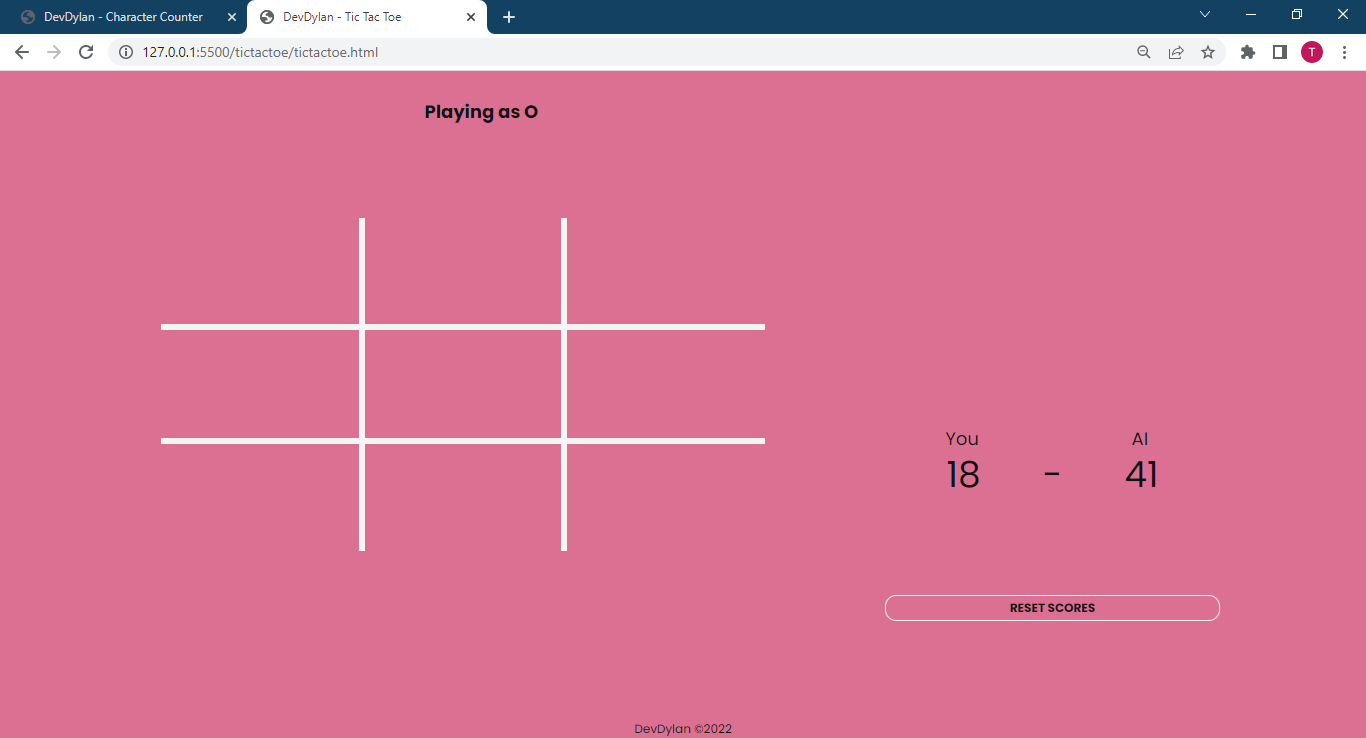 DevDylan - Character Counter
DevDylan - Tic Tac Toe
127.0.0.1:5500/tictactoe/tictactoe.html
T
Playing as O
You
AI
18 - 41
RESET SCORES
DevDylan ©2022